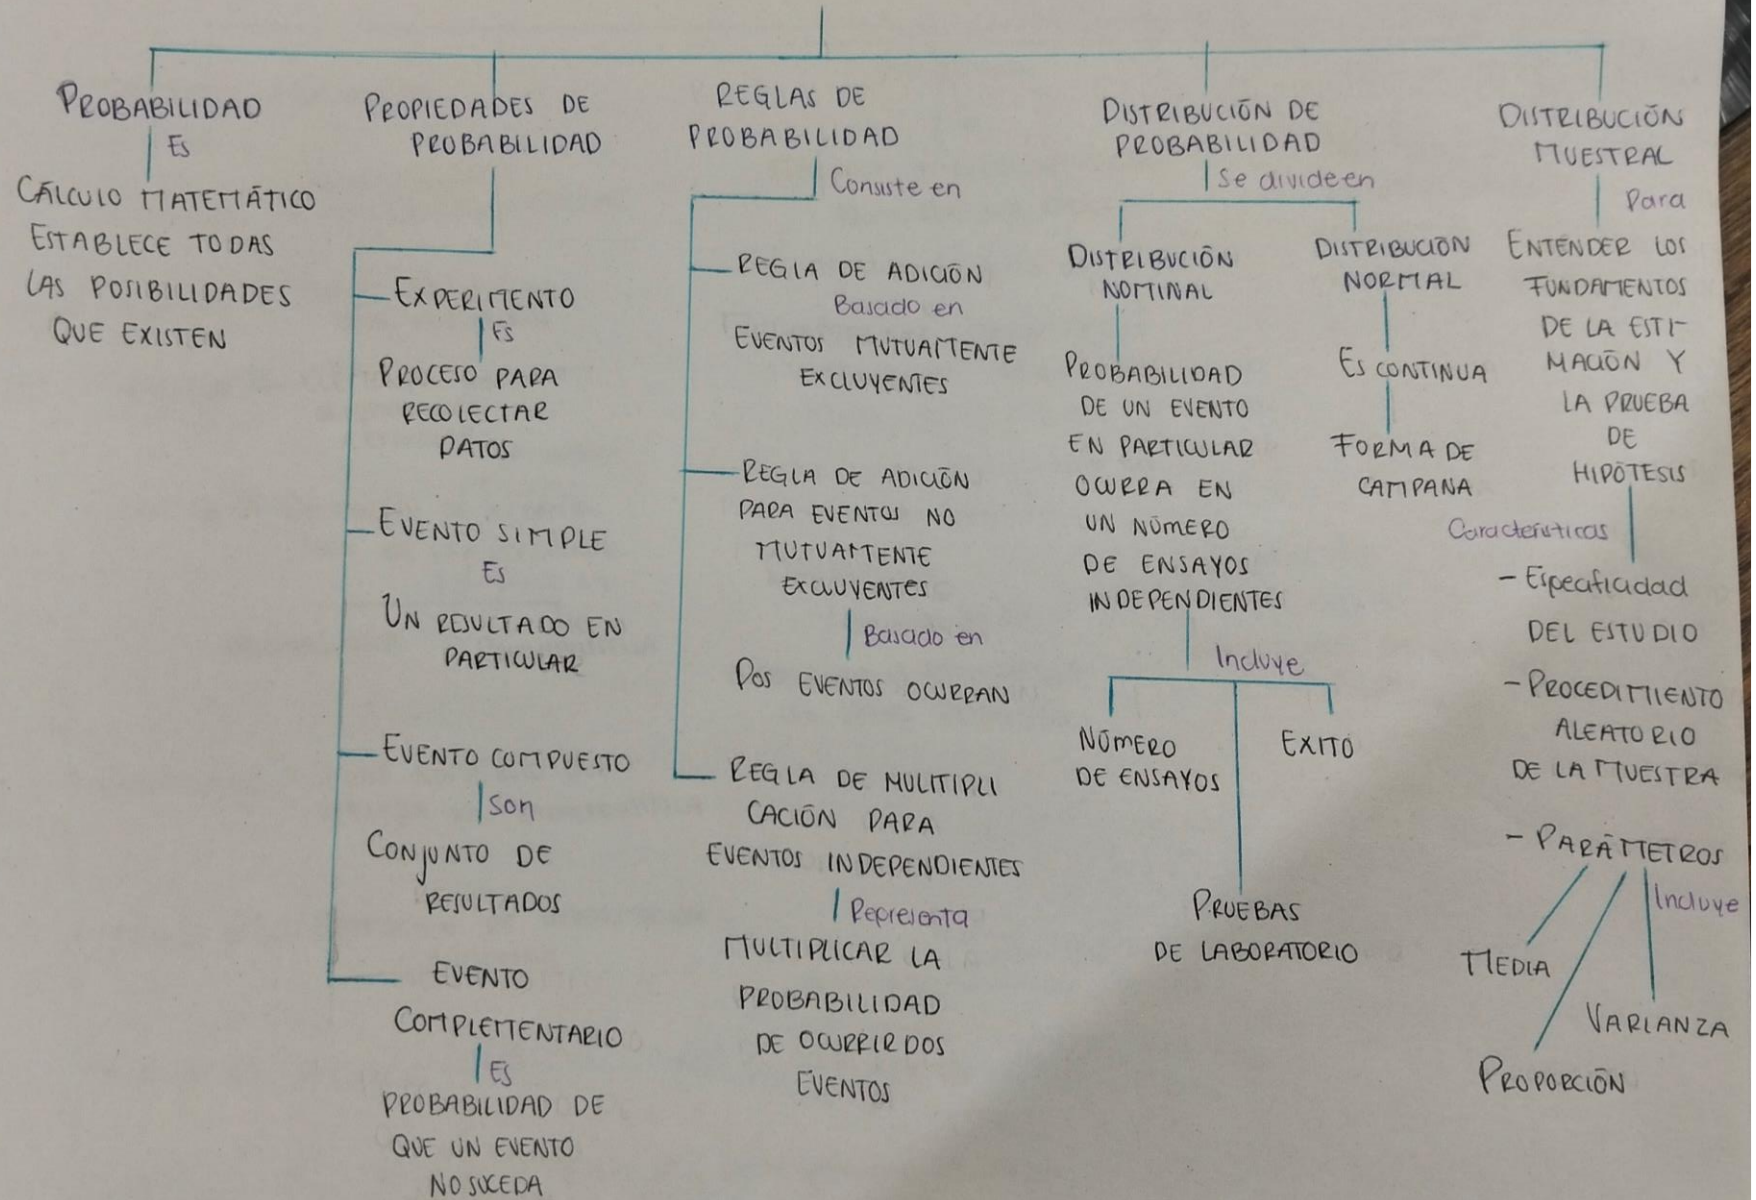 PROBABILIDAD
Es
CÁLCULO MATEMÁTICO
ESTABLECE TODAS
LAS POSIBILIDADES
QUE EXISTEN
PROPIEDADES DE
PROBABILIDAD
EXPERIMENTO
Es
PROCESO PARA
RECOLECTAR
DATOS
EVENTO SIMPLE
Es
UN RESULTADO EN
PARTICULAR
EVENTO COMPUESTO
Son
CONJUNTO DE
RESULTADOS
EVENTO
COMPLEMENTARIO
Es
PROBABILIDAD DE
QUE UN EVENTO
NO SUCEDA
REGLAS DE
PROBABILIDAD
Consiste en
REGLA DE ADICIÓN
Basado en
EVENTOS MUTUAMENTE
EXCLUYENTES
REGLA DE ADICIÓN
PARA EVENTOS NO
MUTUAMENTE
EXCLUYENTES
Basado en
DOS EVENTOS OCURRAN
REGLA DE MULITIPLI
CACIÓN PARA
EVENTOS INDEPENDIENTES
Representa
MULTIPLICAR LA
PROBABILIDAD
DE OCURRIR DOS
EVENTOS
DISTRIBUCIÓN DE
PROBABILIDAD
Se divide en
DISTRIBUCIÓN
NOMINAL
PROBABILIDAD
DE UN EVENTO
EN PARTICULAR
OCURRA EN
UN NÚMERO
DE ENSAYOS
INDEPENDIENTES
Incluye
NÚMERO
DE ENSAYOS
PRUEBAS
DE LABORATORIO
EXITO
DISTRIBUCIÓN
NORMAL
ES CONTINUA
FORMA DE
CAMPANA
DISTRIBUCIÓN
MUESTRAL
Para
ENTENDER LOS
FUNDAMENTOS
DE LA ESTI-
MACIÓN Y
LA PRUEBA
DE
HIPÓTESIS
Características
- Especificidad
DEL ESTUDIO
- PROCEDIMIENTO
ALEATORIO
DE LA MUESTRA
- PARÁMETROS
Incluye
MEDIA
VARIANZA
PROPORCIÓN